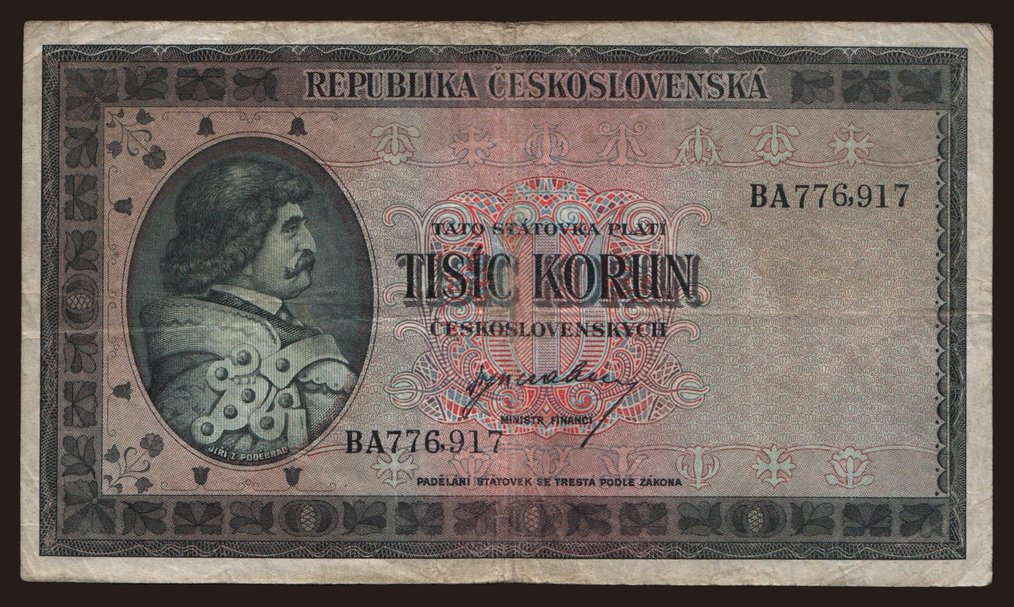 REPUBLIKA ČESKOSLOVENSKÁ
BA776,917
TATO STÁTOVKA PLATÍ
TISÍC KORUN
ČESKOSLOVENSKÝCH
MINISTR FINANCÍ
BA776,917
JIŘÍ Z PODĚBRAD
PADĚLÁNÍ STÁTOVEK SE TRESTÁ PODLE ZÁKONA